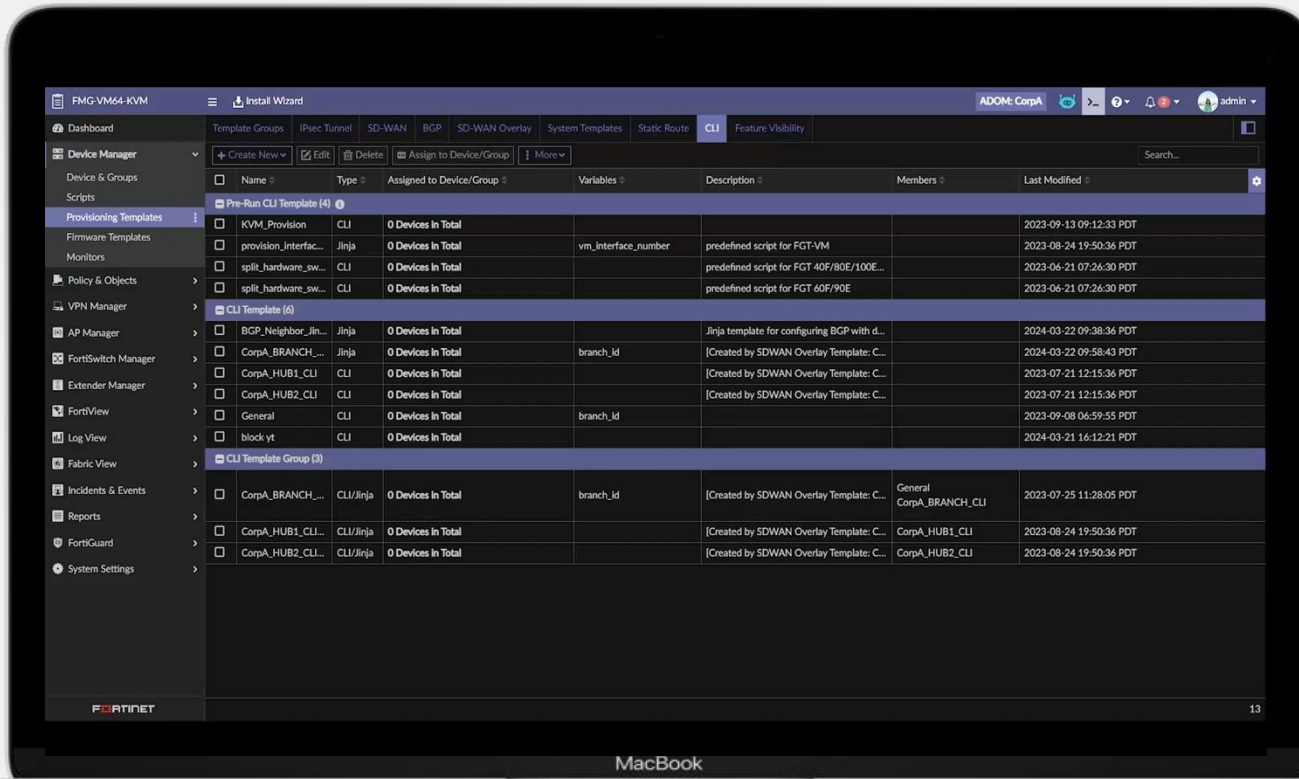 FMG-VM64-KVM
Install Wizard
ADOM: CorpA
>_
2
admin
Dashboard
Device Manager
Device & Groups
Scripts
Provisioning Templates
Firmware Templates
Monitors
Policy & Objects
VPN Manager
AP Manager
FortiSwitch Manager
Extender Manager
FortiView
Log View
Fabric View
Incidents & Events
Reports
FortiGuard
System Settings
FORTINET
Template Groups IPsec Tunnel SD-WAN BGP SD-WAN Overlay System Templates Static Route CLI Feature Visibility
+ Create New Edit Delete Assign to Device/Group More Search...
Name Type Assigned to Device/Group Variables Description Members Last Modified
Pre-Run CLI Template (4)
KVM_Provision CLI 0 Devices in Total 2023-09-13 09:12:33 PDT
provision_interfac... Jinja 0 Devices in Total vm_interface_number predefined script for FGT-VM 2023-08-24 19:50:36 PDT
split_hardware_sw... CLI 0 Devices in Total predefined script for FGT 40F/80E/100E... 2023-06-21 07:26:30 PDT
split_hardware_sw... CLI 0 Devices in Total predefined script for FGT 60F/90E 2023-06-21 07:26:30 PDT
CLI Template (6)
BGP_Neighbor_Jin... Jinja 0 Devices in Total Jinja template for configuring BGP with d... 2024-03-22 09:38:36 PDT
CorpA_BRANCH_... Jinja 0 Devices in Total branch_id [Created by SDWAN Overlay Template: C... 2024-03-22 09:58:43 PDT
CorpA_HUB1_CLI CLI 0 Devices in Total [Created by SDWAN Overlay Template: C... 2023-07-21 12:15:36 PDT
CorpA_HUB2_CLI CLI 0 Devices in Total [Created by SDWAN Overlay Template: C... 2023-07-21 12:15:36 PDT
General CLI 0 Devices in Total branch_id 2023-09-08 06:59:55 PDT
block yt CLI 0 Devices in Total 2024-03-21 16:12:21 PDT
CLI Template Group (3)
CorpA_BRANCH_... CLI/Jinja 0 Devices in Total branch_id [Created by SDWAN Overlay Template: C... General CorpA_BRANCH_CLI 2023-07-25 11:28:05 PDT
CorpA_HUB1_CLI... CLI/Jinja 0 Devices in Total [Created by SDWAN Overlay Template: C... CorpA_HUB1_CLI 2023-08-24 19:50:36 PDT
CorpA_HUB2_CLI... CLI/Jinja 0 Devices in Total [Created by SDWAN Overlay Template: C... CorpA_HUB2_CLI 2023-08-24 19:50:36 PDT
13
MacBook